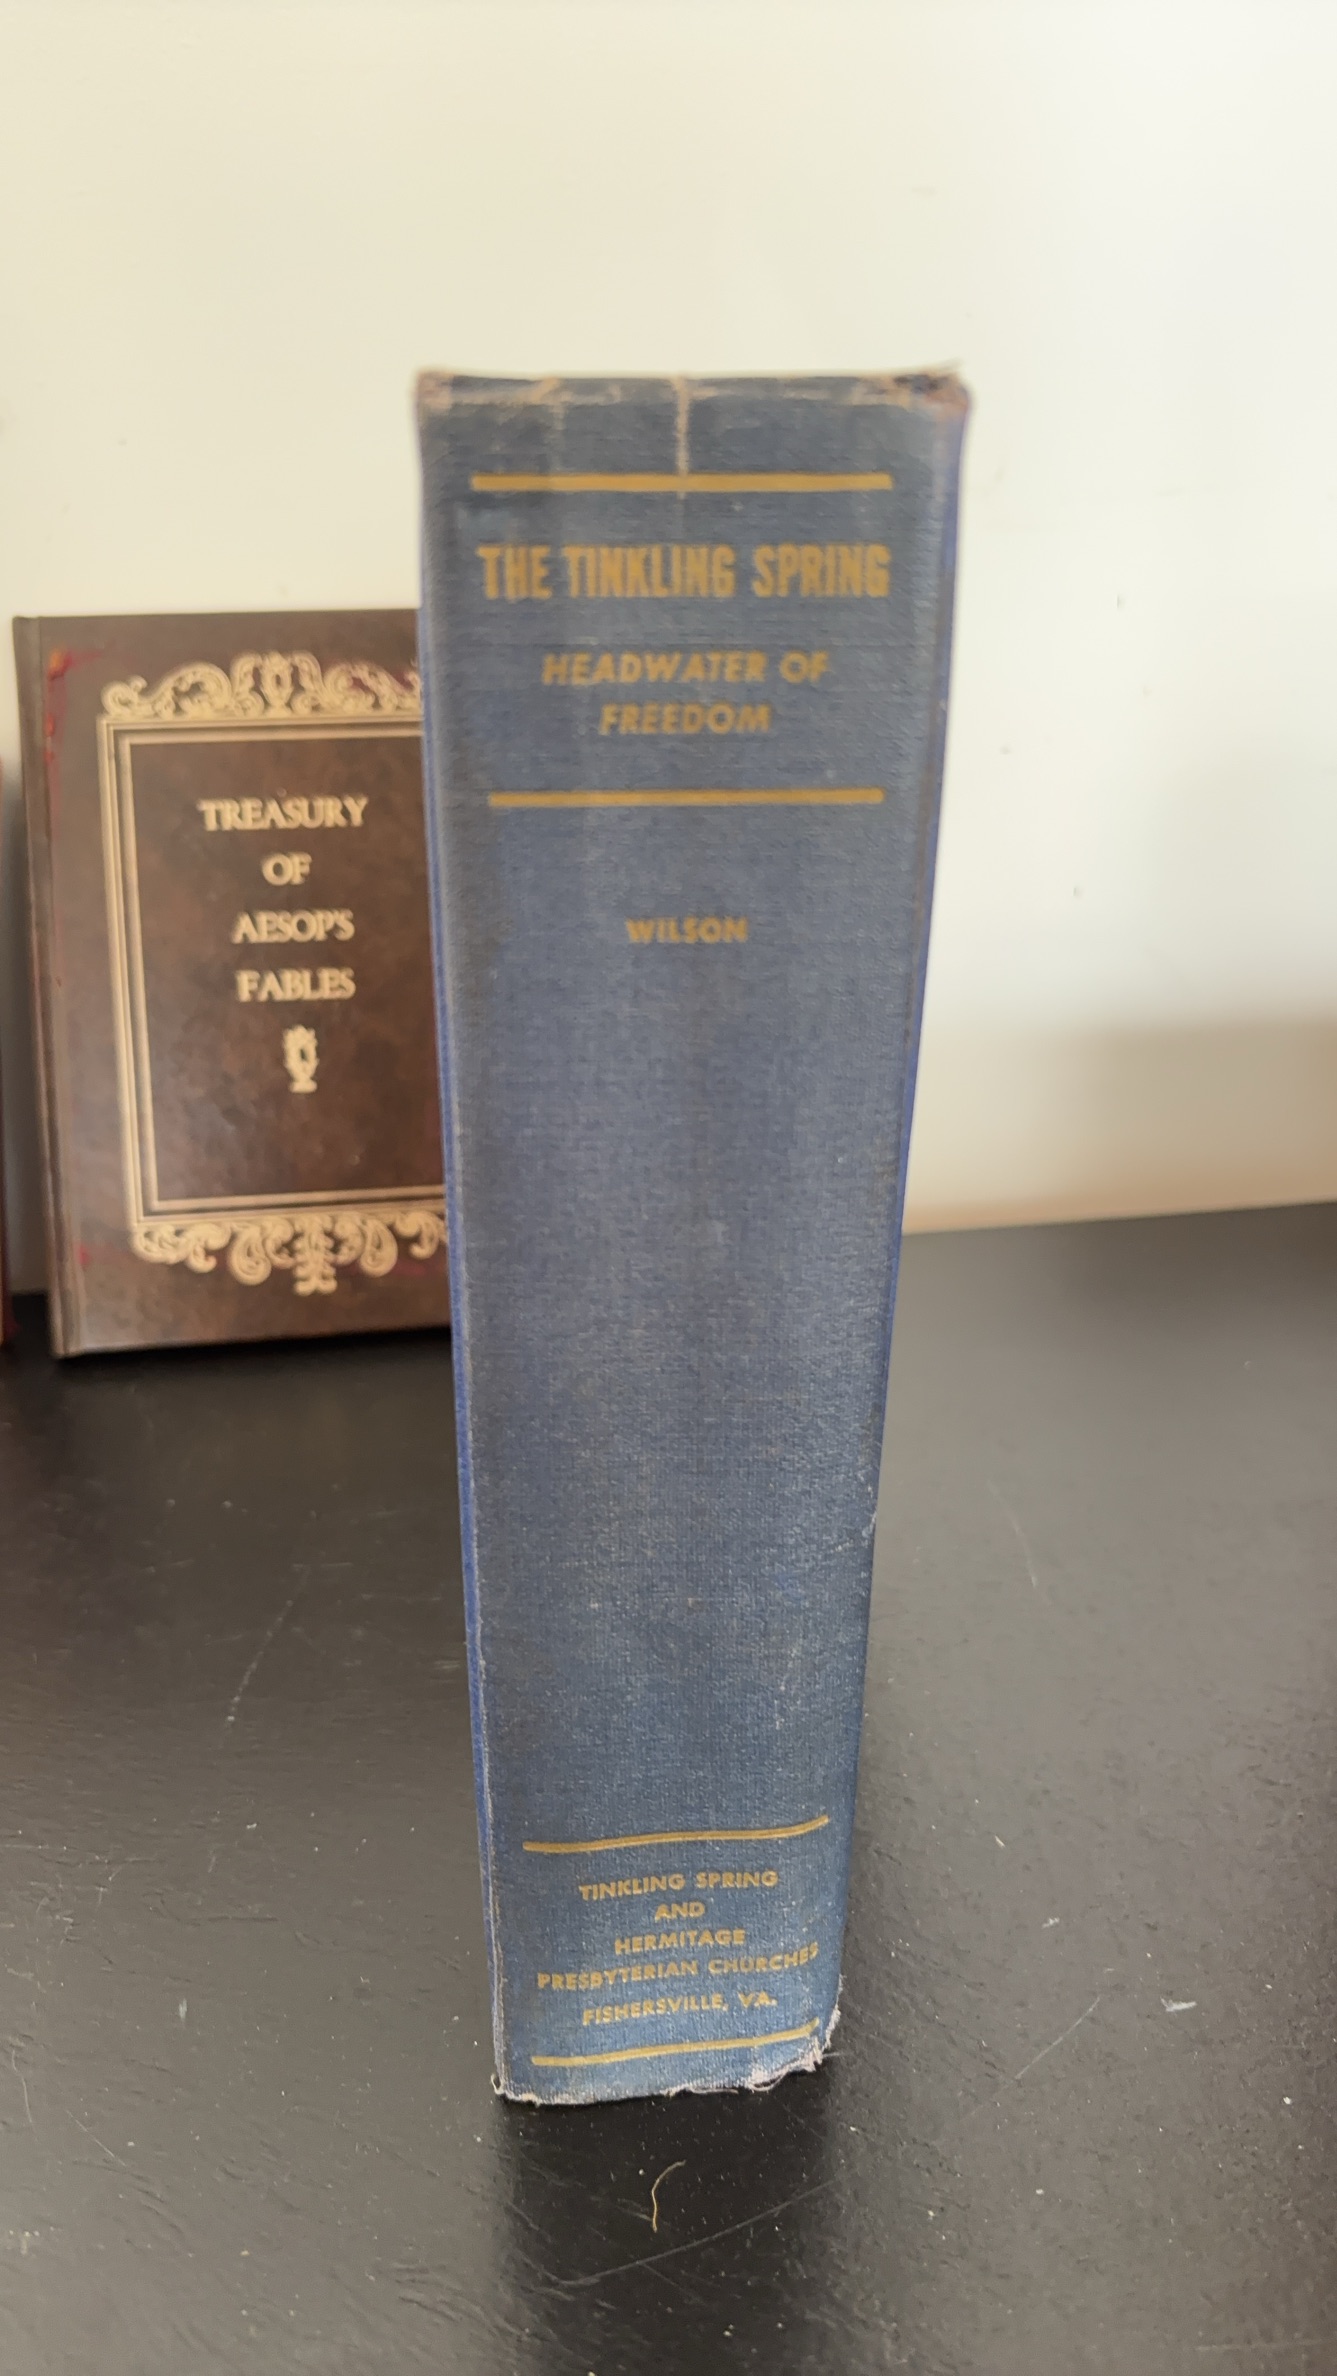 THE TINKLING SPRING
HEADWATER OF
FREEDOM
WILSON
TINKLING SPRING
AND
HERMITAGE
PRESBYTERIAN CHURCHES
FISHERSVILLE, VA.
TREASURY
OF
AESOP'S
FABLES